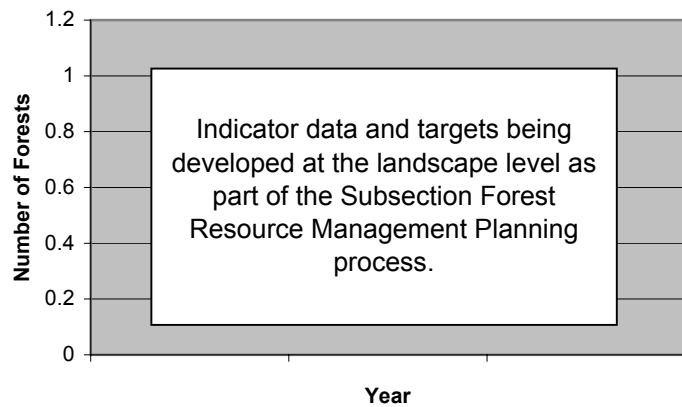 1.2
1
0.8
0.6
0.4
0.2
0
Number of Forests
Indicator data and targets being
developed at the landscape level as
part of the Subsection Forest
Resource Management Planning
process.
Year